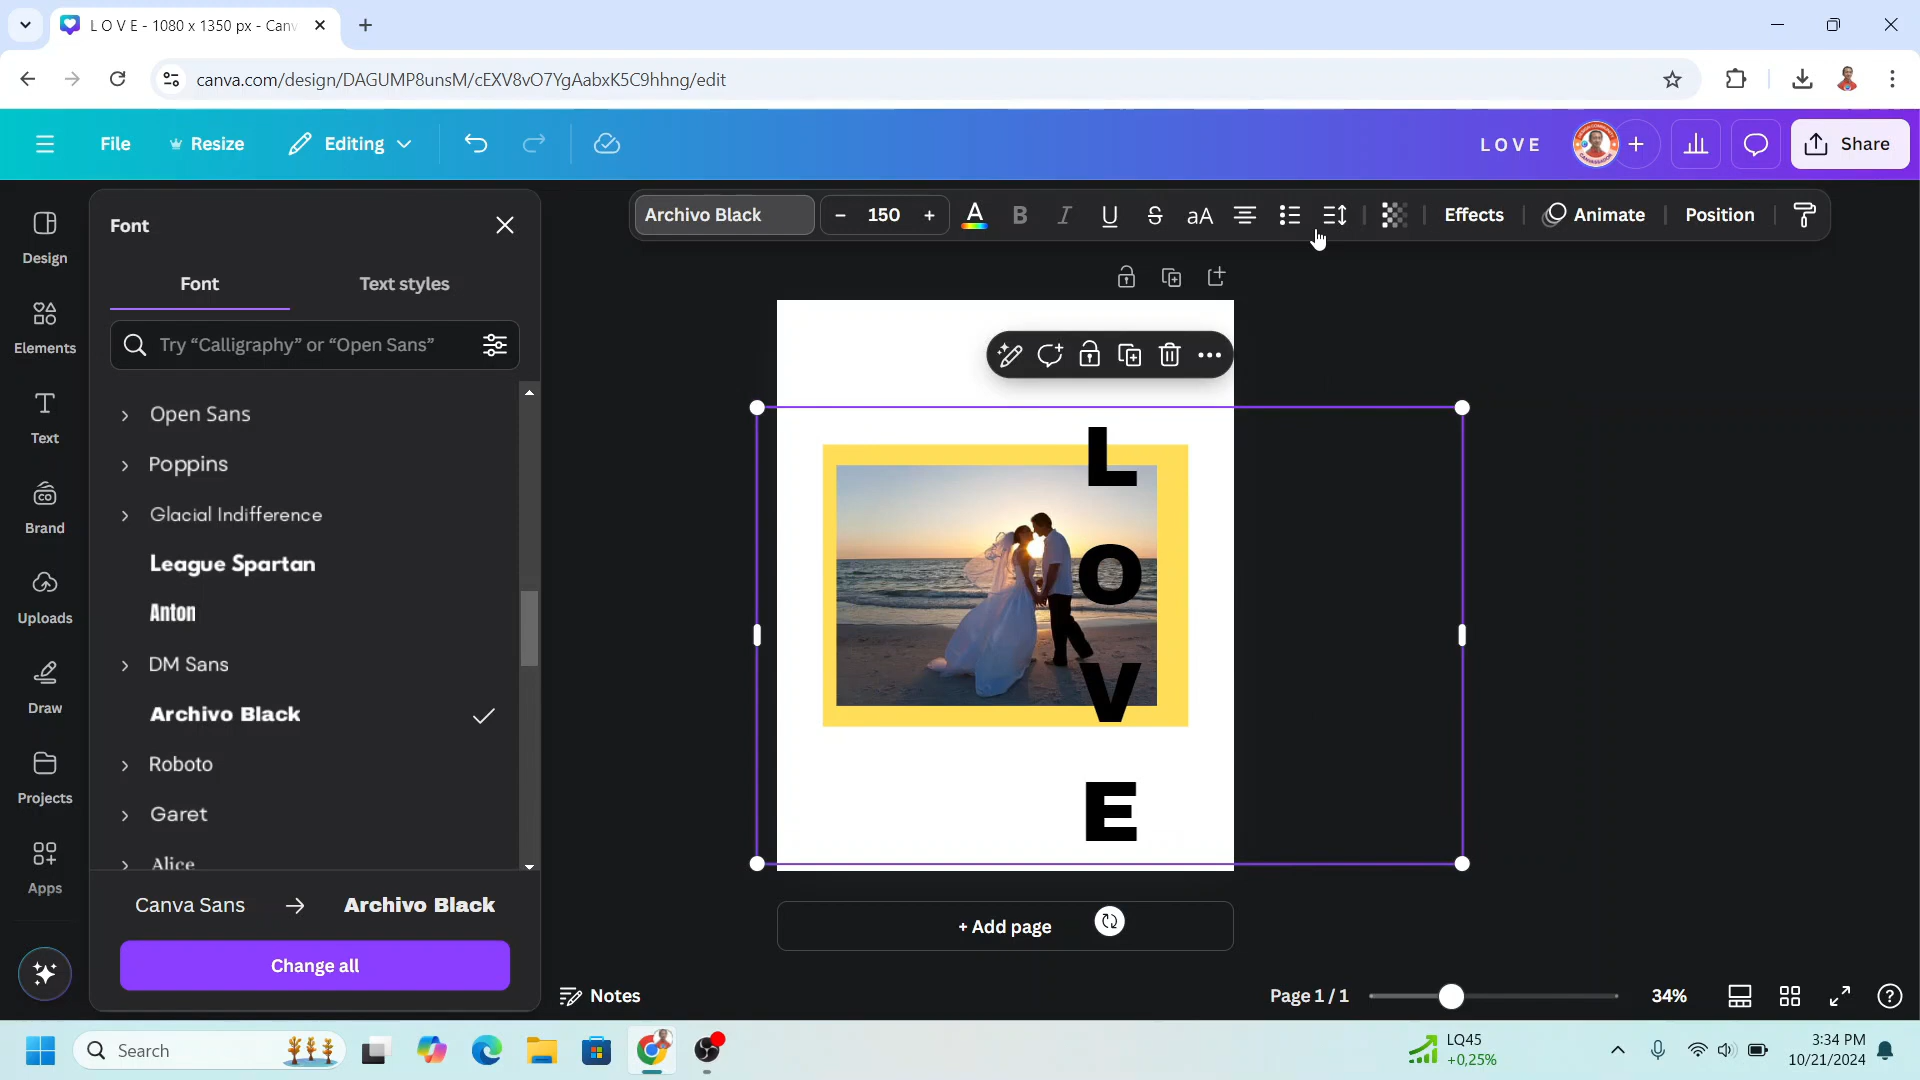 L O V E - 1080 x 1350 px - Canv
canva.com/design/DAGUMP8unsM/cEXV8vO7YgAabxK5C9hhng/edit
File
Resize
Editing
L O V E
Share
Design
Elements
Text
Brand
Uploads
Draw
Projects
Apps
Font
Font
Text styles
Try “Calligraphy” or “Open Sans”
Open Sans
Poppins
Glacial Indifference
League Spartan
Anton
DM Sans
Archivo Black
Roboto
Garet
Alice
Canva Sans → Archivo Black
Change all
Archivo Black
– 150 +
A B I U S aA
Effects
Animate
Position
L
O
V
E
+ Add page
Notes
Page 1 / 1
34%
Search
LQ45
+0,25%
3:34 PM
10/21/2024